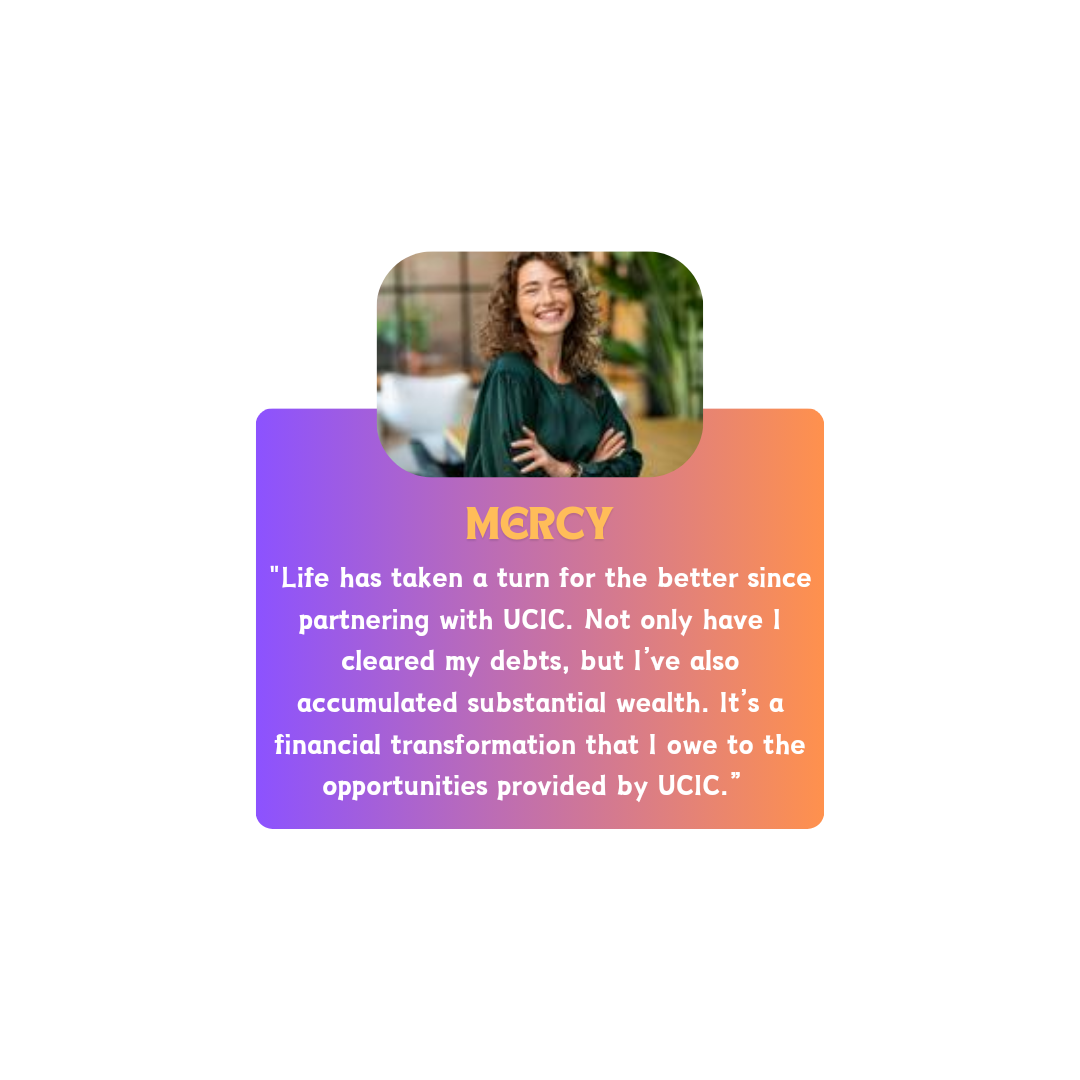 MERCY
"Life has taken a turn for the better since
partnering with UCIC. Not only have I
cleared my debts, but I’ve also
accumulated substantial wealth. It’s a
financial transformation that I owe to the
opportunities provided by UCIC.”